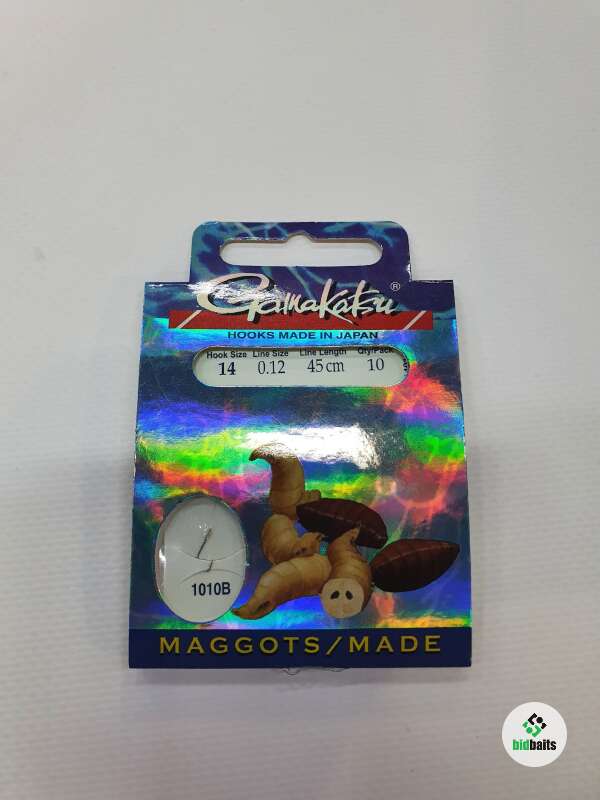 Gamakatsu®
HOOKS MADE IN JAPAN
Hook Size Line Size Line Length Qty/Pack
14 0.12 45cm 10
1010B
MAGGOTS/MADE
bidbaits